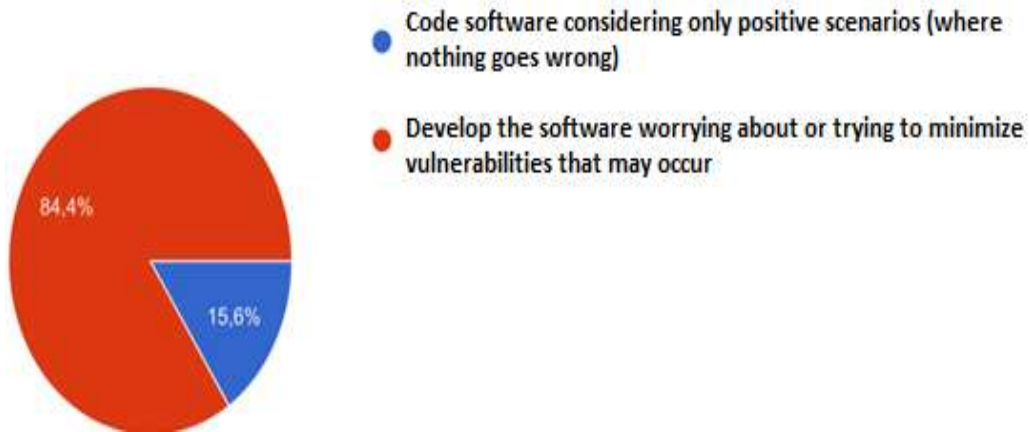 Code software considering only positive scenarios (where
nothing goes wrong)
Develop the software worrying about or trying to minimize
vulnerabilities that may occur
84,4%
15,6%